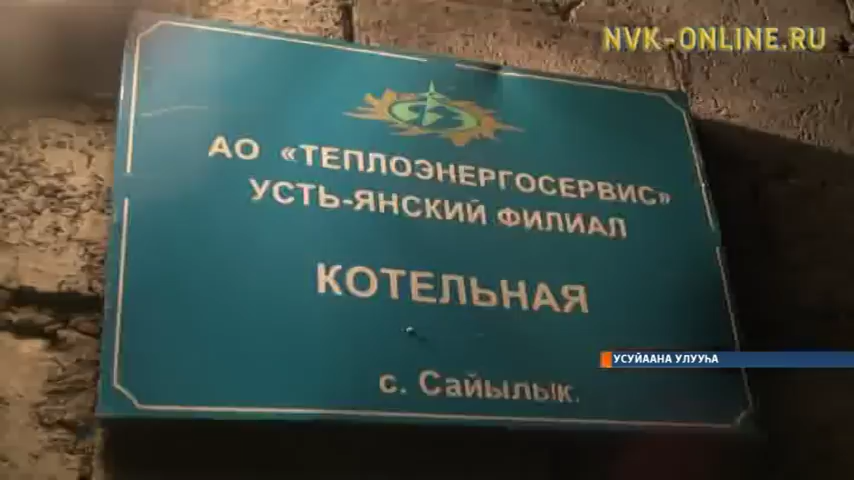 NVK-ONLINE.RU
АО «ТЕПЛОЭНЕРГОСЕРВИС»
УСТЬ-ЯНСКИЙ ФИЛИАЛ
КОТЕЛЬНАЯ
УСУЙААНА УЛУУҺА
с. Сайылык.